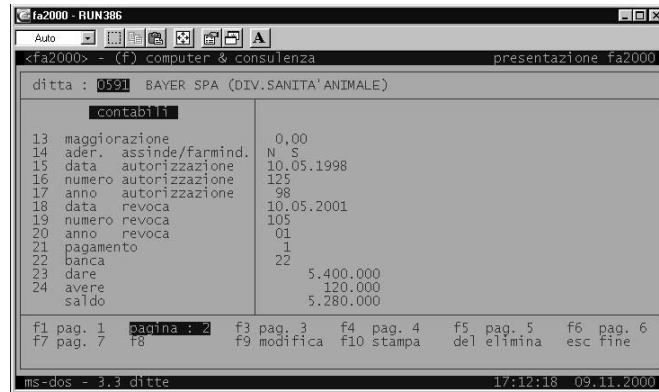 fa2000 - RUN386
Auto A
<fa2000> - (f) computer & consulenza presentazione fa2000
ditta : 0591 BAYER SPA (DIV.SANITA'ANIMALE)
contabili
13 maggiorazione 0,00
14 ader. assinde/farmind. N S
15 data autorizzazione 10.05.1998
16 numero autorizzazione 125
17 anno autorizzazione 98
18 data revoca 10.05.2001
19 numero revoca 105
20 anno revoca 01
21 pagamento 1
22 banca 22
23 dare 5.400.000
24 avere 120.000
saldo 5.280.000
f1 pag. 1 pagina : 2 f3 pag. 3 f4 pag. 4 f5 pag. 5 f6 pag. 6
f7 pag. 7 f8 f9 modifica f10 stampa del elimina esc fine
ms-dos - 3.3 ditte 17:12:18 09.11.2000